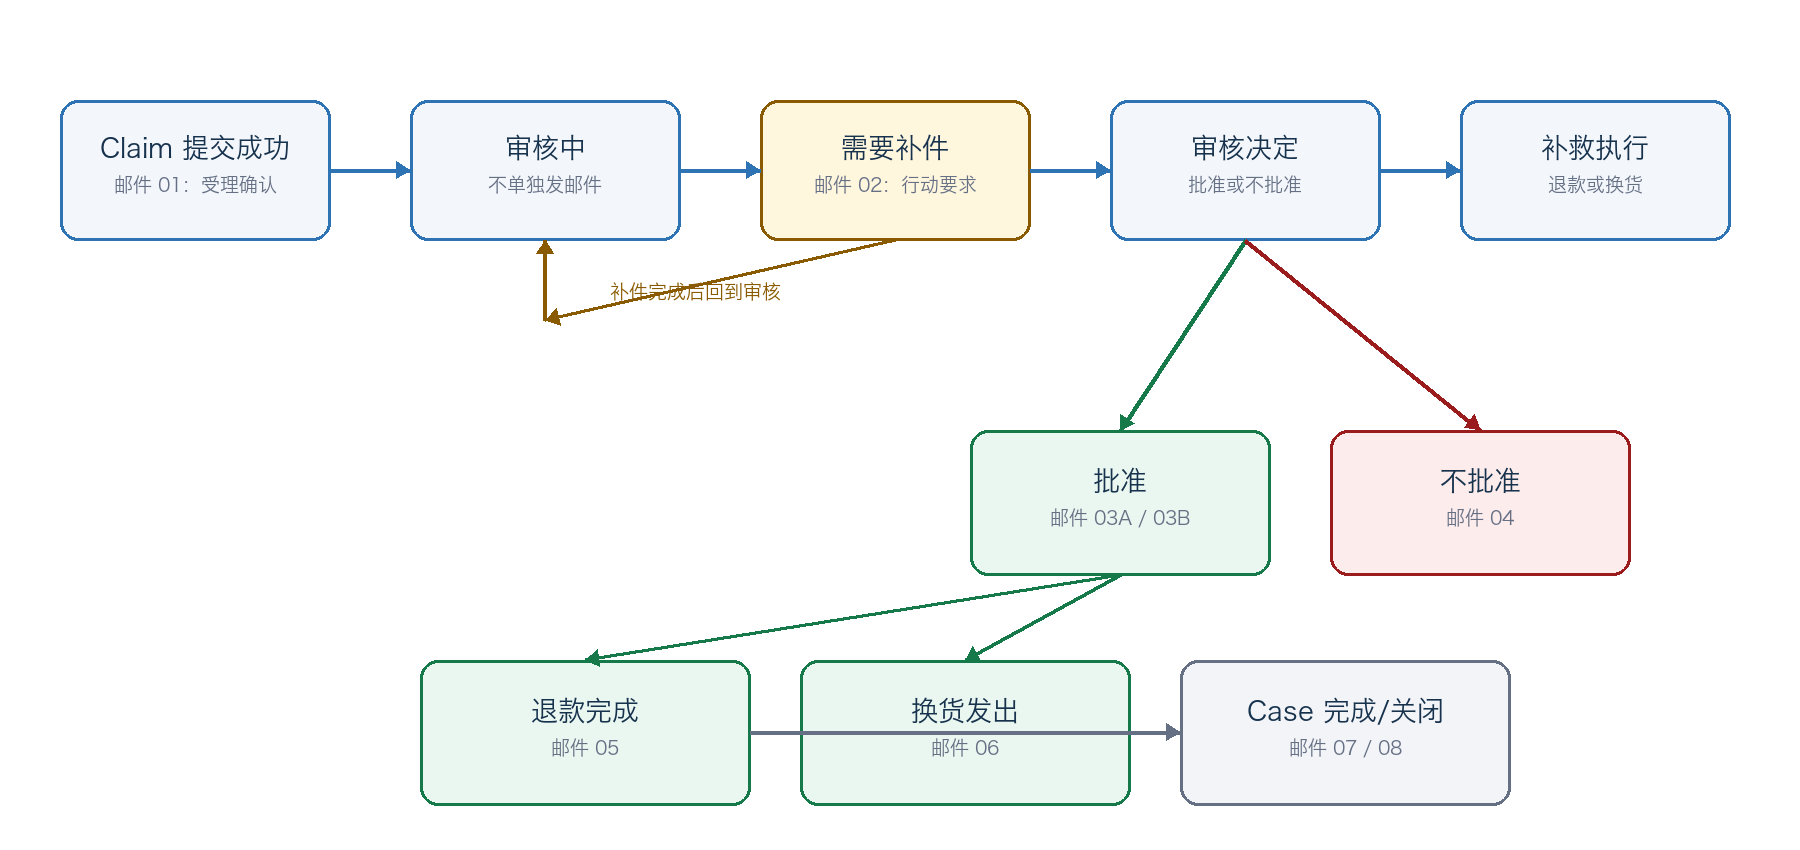 Claim 提交成功
邮件 01：受理确认
审核中
不单独发邮件
需要补件
邮件 02：行动要求
审核决定
批准或不批准
补救执行
退款或换货
补件完成后回到审核
批准
邮件 03A / 03B
不批准
邮件 04
退款完成
邮件 05
换货发出
邮件 06
Case 完成/关闭
邮件 07 / 08